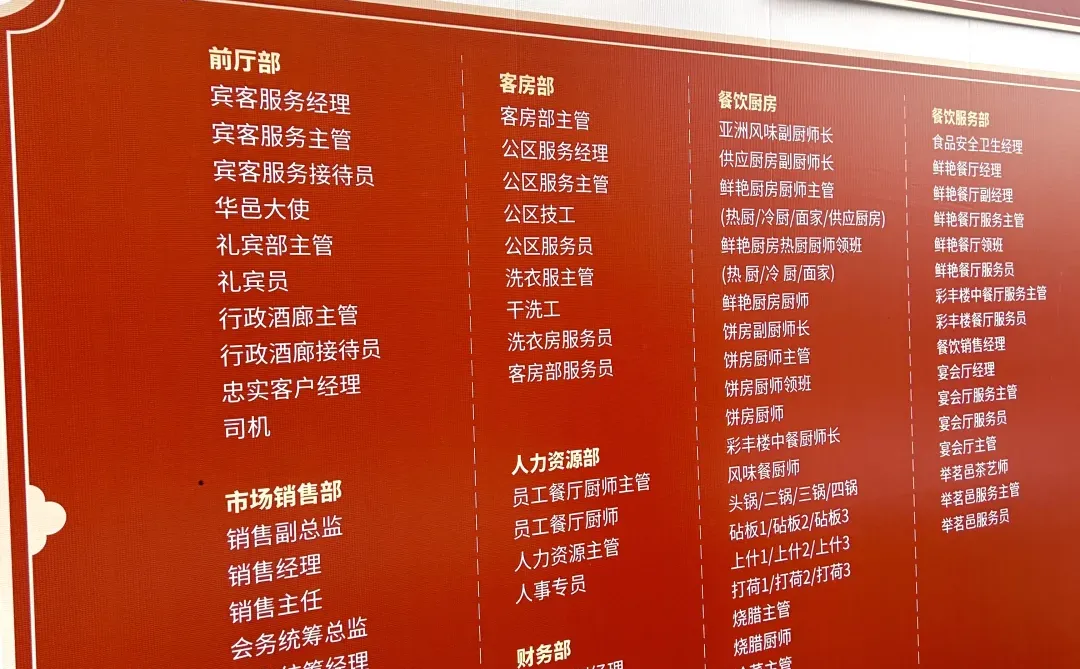 前厅部
宾客服务经理
宾客服务主管
宾客服务接待员
华邑大使
礼宾部主管
礼宾员
行政酒廊主管
行政酒廊接待员
忠实客户经理
司机
市场销售部
销售副总监
销售经理
销售主任
会务统筹总监
统筹经理
客房部
客房部主管
公区服务经理
公区服务主管
公区技工
公区服务员
洗衣服主管
干洗工
洗衣房服务员
客房部服务员
人力资源部
员工餐厅厨师主管
员工餐厅厨师
人力资源主管
人事专员
财务部
经理
餐饮厨房
亚洲风味副厨师长
供应厨房副厨师长
鲜艳厨房厨师主管
(热厨/冷厨/面家/供应厨房)
鲜艳厨房热厨厨师领班
(热 厨/冷 厨/面家)
鲜艳厨房厨师
饼房副厨师长
饼房厨师主管
饼房厨师领班
饼房厨师
彩丰楼中餐厨师长
风味餐厨师
头锅/二锅/三锅/四锅
砧板1/砧板2/砧板3
上什1/上什2/上什3
打荷1/打荷2/打荷3
烧腊主管
烧腊厨师
主管
餐饮服务部
食品安全卫生经理
鲜艳餐厅经理
鲜艳餐厅副经理
鲜艳餐厅服务主管
鲜艳餐厅领班
鲜艳餐厅服务员
彩丰楼中餐厅服务主管
彩丰楼餐厅服务员
餐饮销售经理
宴会厅经理
宴会厅服务主管
宴会厅服务员
宴会厅主管
举茗邑茶艺师
举茗邑服务主管
举茗邑服务员